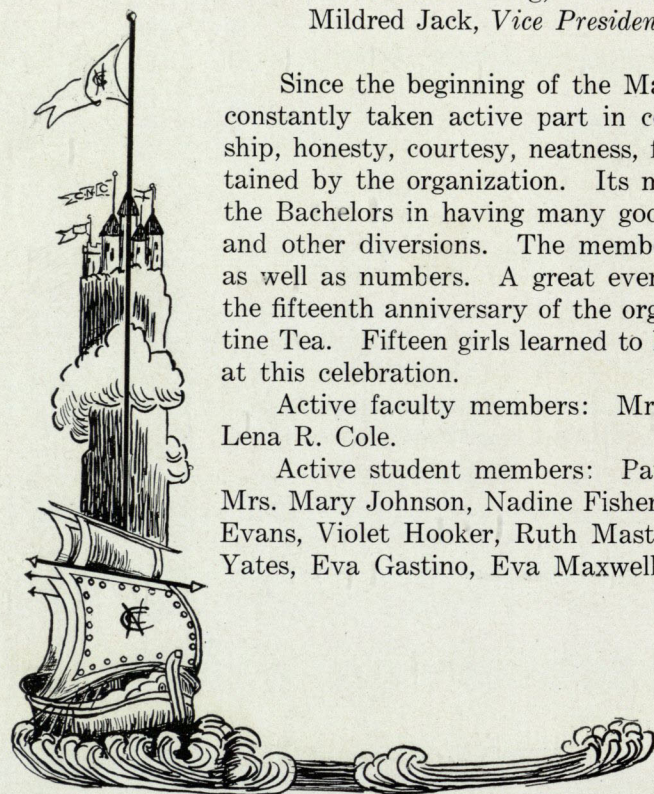 Mildred Jack, Vice Presiden
Since the beginning of the Ma
constantly taken active part in c
ship, honesty, courtesy, neatness, f
tained by the organization. Its m
the Bachelors in having many goo
and other diversions. The memb
as well as numbers. A great ever
the fifteenth anniversary of the org
tine Tea. Fifteen girls learned to
at this celebration.
Active faculty members: Mr
Lena R. Cole.
Active student members: Pa
Mrs. Mary Johnson, Nadine Fisher
Evans, Violet Hooker, Ruth Mast
Yates, Eva Gastino, Eva Maxwell
CNC